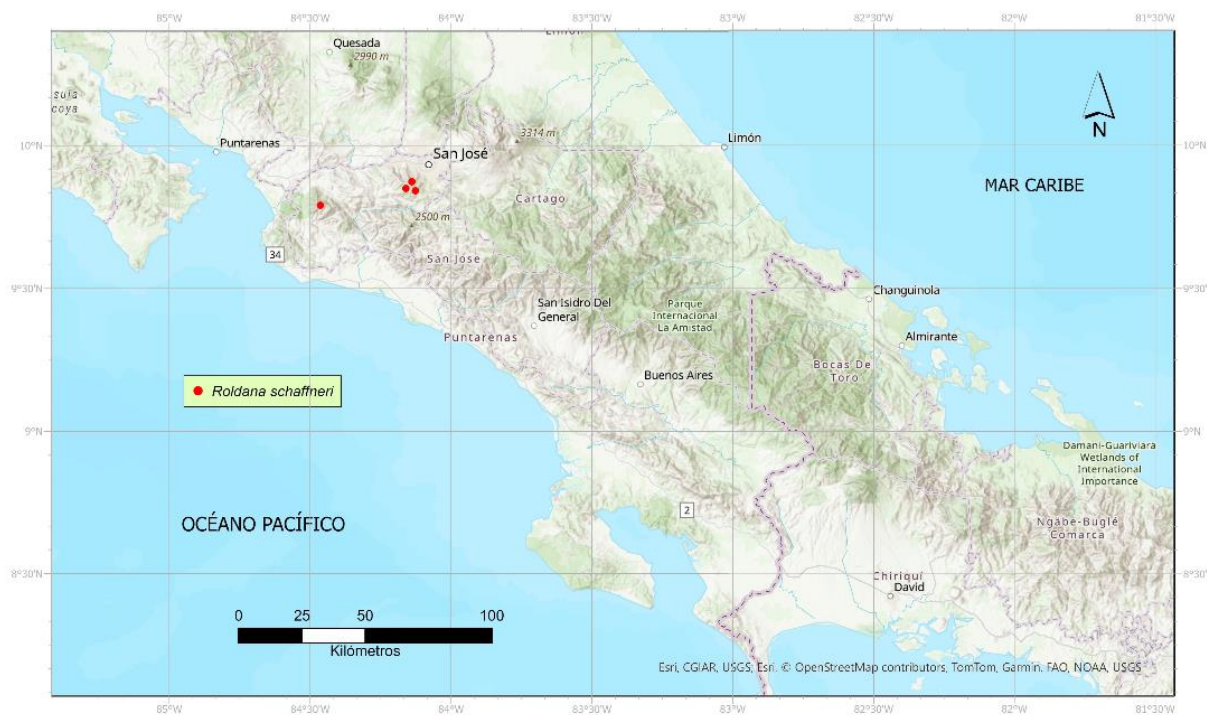 85°W
84°30'W
84°W
83°30'W
83°W
82°30'W
82°W
81°30'W
Quesada
2990 m
Limón
sula
coya
Puntarenas
10°N
San José
3314 m
Limón
10°N
N
MAR CARIBE
Cartago
2500 m
34
San Jose
9°30'N
San Isidro Del
General
Parque
Internacional
La Amistad
Changuinola
9°30'N
Puntarenas
Almirante
Roldana schaffneri
Buenos Aires
Bocas De
Toro
9°N
9°N
Damani-Guariviara
Wetlands of
International
Importance
OCÉANO PACÍFICO
2
Ngäbe-Buglé
Comarca
8°30'N
Chiriquí
David
8°30'N
0 25 50 100
Kilómetros
Esri, CGIAR, USGS, Esri, © OpenStreetMap contributors, TomTom, Garmin, FAO, NOAA, USGS
85°W
84°30'W
84°W
83°30'W
83°W
82°30'W
82°W
81°30'W